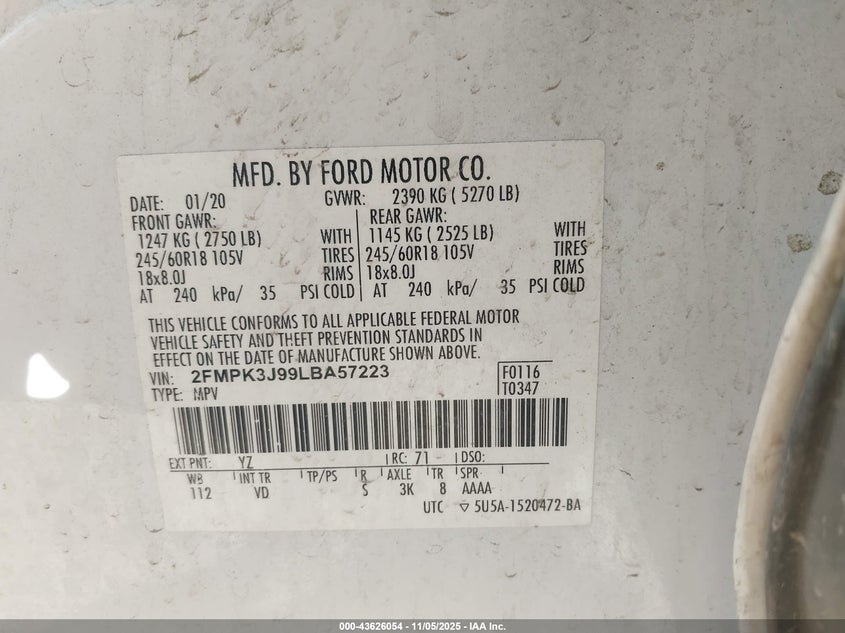 MFD. BY FORD MOTOR CO.
DATE: 01/20 GVWR: 2390 KG ( 5270 LB)
FRONT GAWR: REAR GAWR:
1247 KG ( 2750 LB) WITH 1145 KG ( 2525 LB) WITH
245/60R18 105V TIRES 245/60R18 105V TIRES
18x8.0J RIMS 18x8.0J RIMS
AT 240 kPa/ 35 PSI COLD AT 240 kPa/ 35 PSI COLD
THIS VEHICLE CONFORMS TO ALL APPLICABLE FEDERAL MOTOR
VEHICLE SAFETY AND THEFT PREVENTION STANDARDS IN
EFFECT ON THE DATE OF MANUFACTURE SHOWN ABOVE.
VIN: 2FMPK3J99LBA57223 F0116
TYPE: MPV T0347
EXT PNT: YZ RC: 71 DSO:
WB INT TR TP/PS R AXLE TR SPR
112 VD S 3K 8 AAAA
UTC ▽ 5U5A-1520472-BA
000-43626054 - 11/05/2025 - IAA Inc.